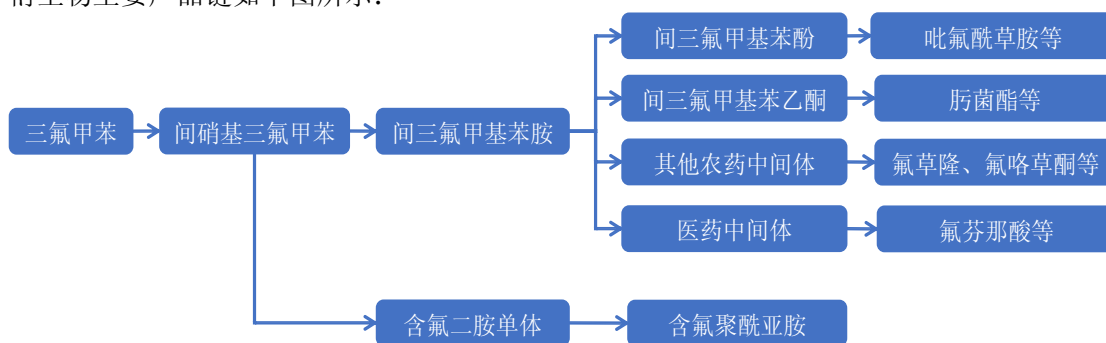 间三氟甲基苯酚
吡氟酰草胺等
间三氟甲基苯乙酮
肟菌酯等
三氟甲苯
间硝基三氟甲苯
间三氟甲基苯胺
其他农药中间体
氟草隆、氟咯草酮等
医药中间体
氟芬那酸等
含氟二胺单体
含氟聚酰亚胺